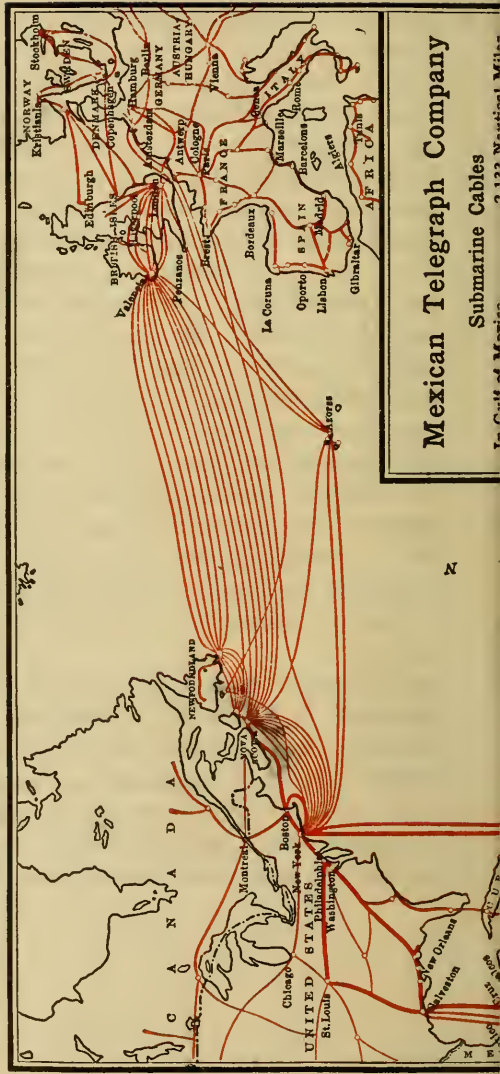 Mexican Telegraph Company
Submarine Cables
NORWAY
Kristiania
Stockholm
SWEDEN
DENMARK
Copenhagen
Hamburg
Berlin
GERMANY
AUSTRIA
HUNGARY
Vienna
Edinburgh
Liverpool
London
Amsterdam
Antwerp
Cologne
Paris
Valencia
Penzance
Brest
FRANCE
Genoa
ITALY
Rome
Marseille
Barcelona
Bordeaux
La Coruna
Oporto
SPAIN
Madrid
Lisbon
Gibraltar
Algiers
Tunis
AFRICA
Azores
N
NEWFOUNDLAND
NOVA
CANADA
Montreal
Boston
New York
Philadelphia
Washington
Chicago
UNITED STATES
St. Louis
New Orleans
Galveston